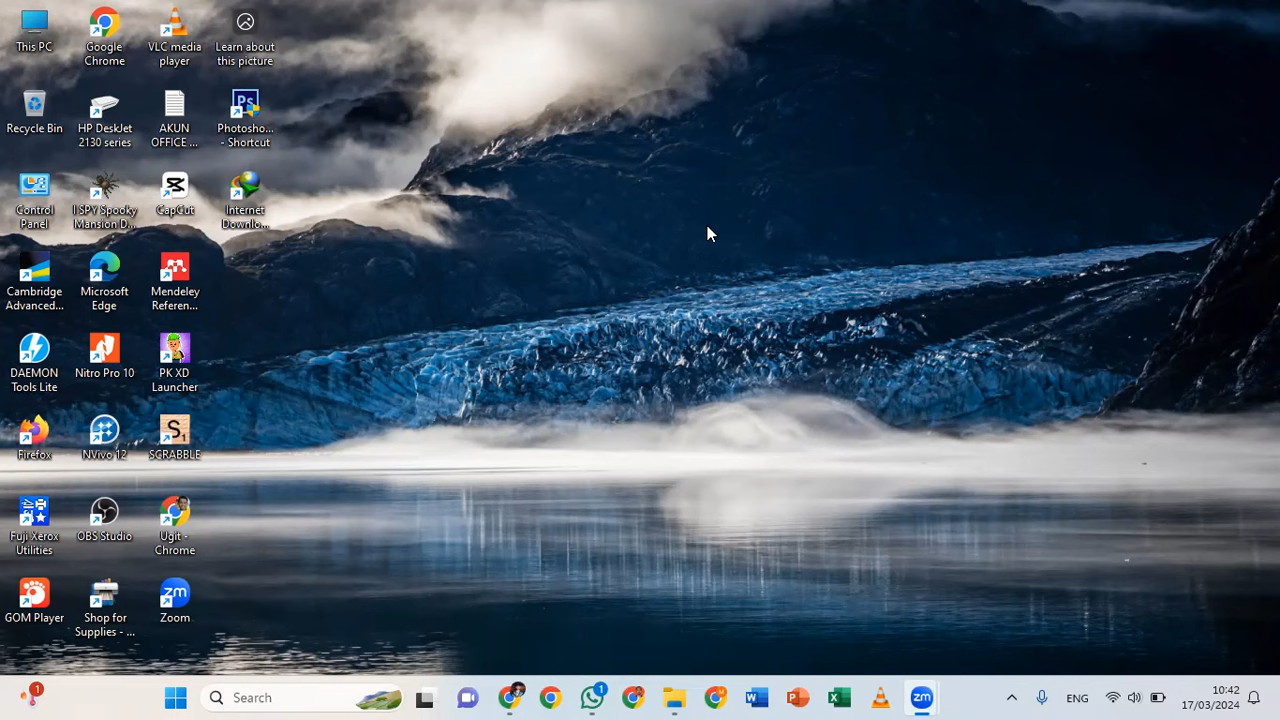 This PC
Google
Chrome
VLC media
player
Learn about
this picture
Recycle Bin
HP DeskJet
2130 series
AKUN
OFFICE ...
Photosho...
- Shortcut
Control
Panel
I SPY Spooky
Mansion D...
CapCut
Internet
Downlo...
Cambridge
Advanced...
Microsoft
Edge
Mendeley
Referen...
DAEMON
Tools Lite
Nitro Pro 10
PK XD
Launcher
Firefox
NVivo 12
SCRABBLE
Fuji Xerox
Utilities
OBS Studio
Ugit -
Chrome
GOM Player
Shop for
Supplies - ...
Zoom
Search
ENG
10:42
17/03/2024